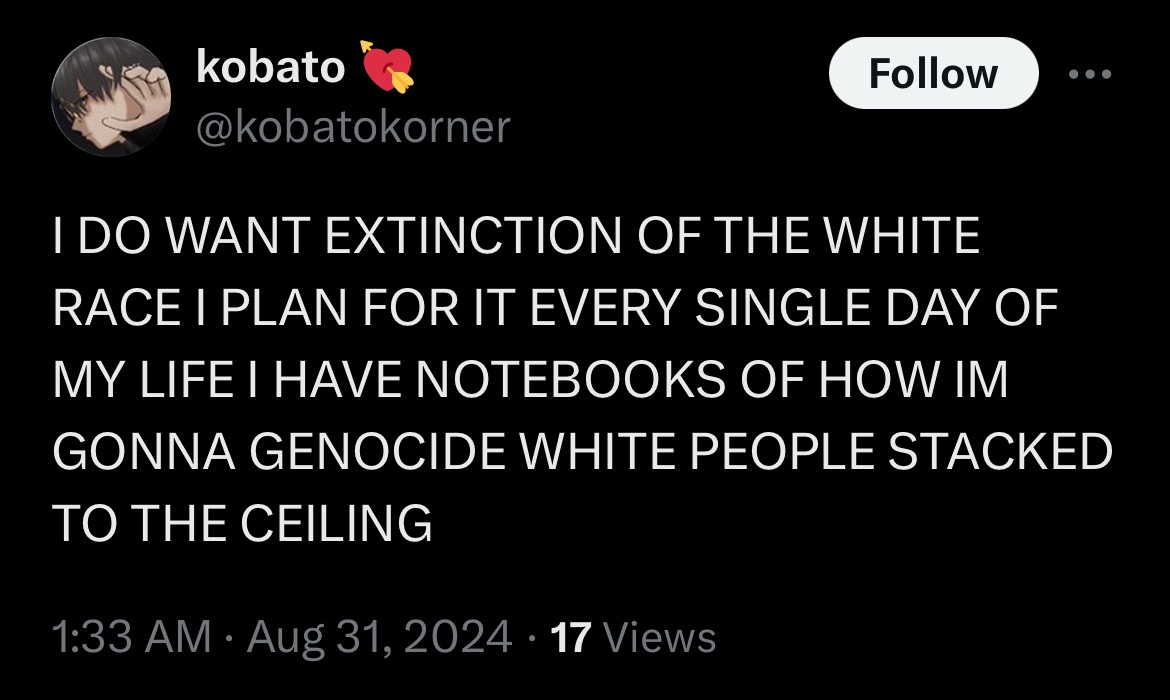 kobato 💘
Follow
@kobatokorner
I DO WANT EXTINCTION OF THE WHITE
RACE I PLAN FOR IT EVERY SINGLE DAY OF
MY LIFE I HAVE NOTEBOOKS OF HOW IM
GONNA GENOCIDE WHITE PEOPLE STACKED
TO THE CEILING
1:33 AM · Aug 31, 2024 · 17 Views